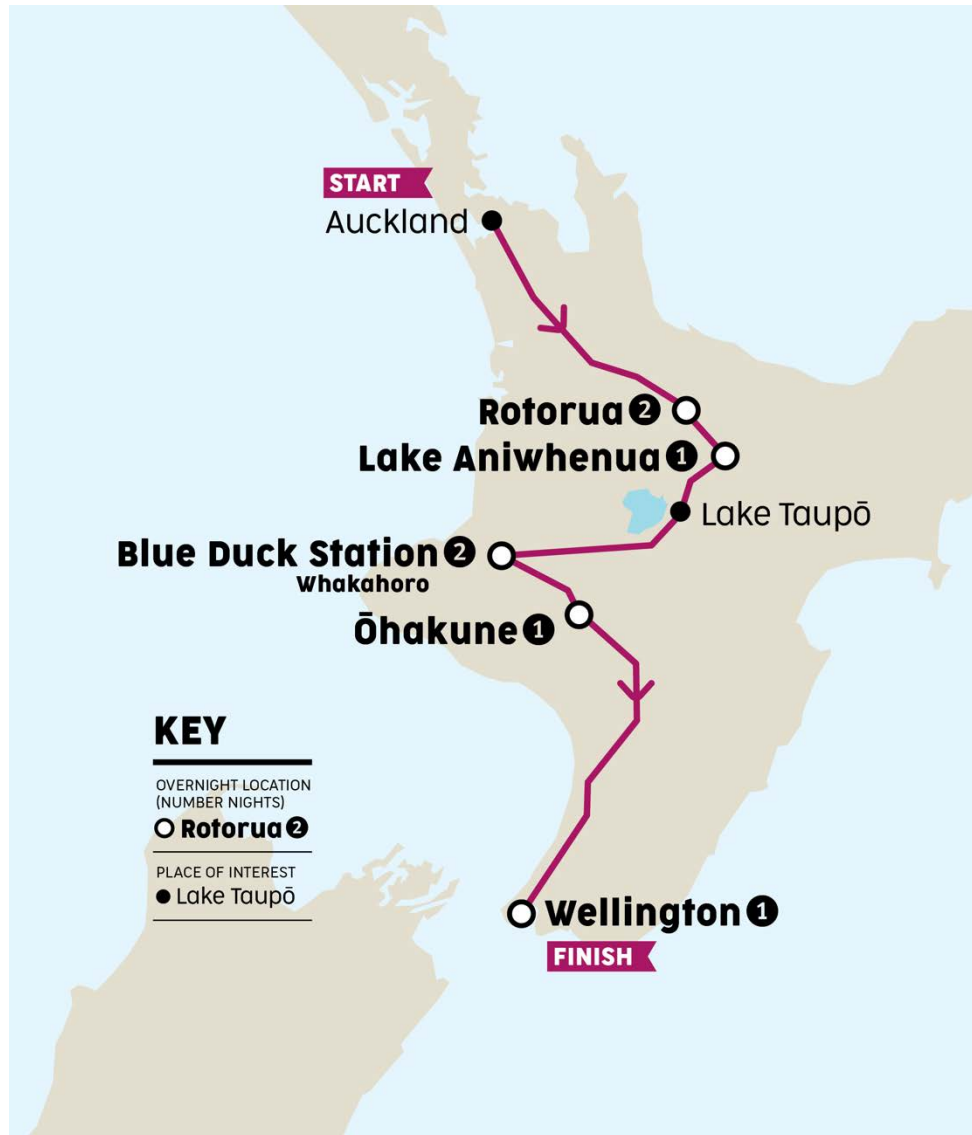 START
Auckland
Rotorua 2
Lake Aniwhenua 1
Lake Taupō
Blue Duck Station 2
Whakahoro
Ōhakune 1
KEY
OVERNIGHT LOCATION
(NUMBER NIGHTS)
Rotorua 2
PLACE OF INTEREST
Lake Taupō
Wellington 1
FINISH